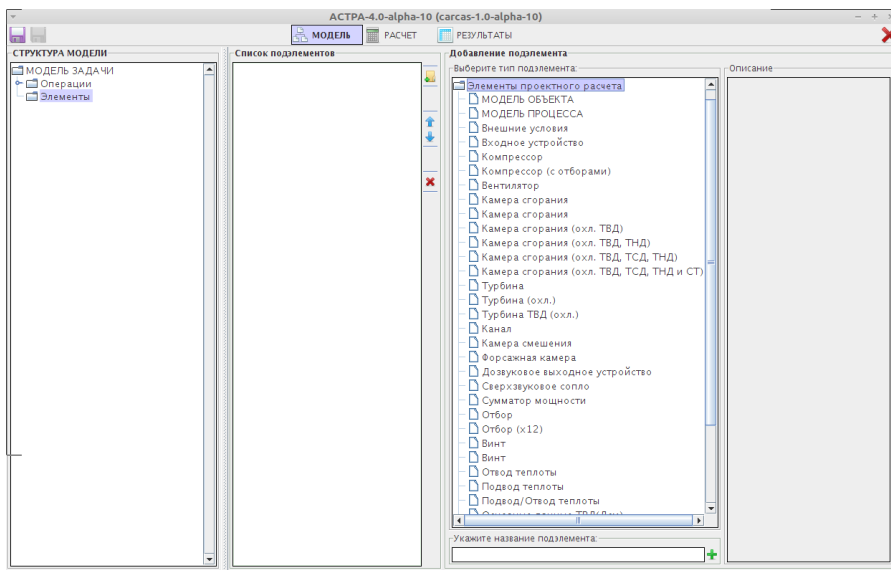 АСТРА-4.0-alpha-10 (carcas-1.0-alpha-10)
МОДЕЛЬ РАСЧЕТ РЕЗУЛЬТАТЫ
СТРУКТУРА МОДЕЛИ
МОДЕЛЬ ЗАДАЧИ
Операции
Элементы
Список подэлементов
Добавление подэлемента
Выберите тип подэлемента:
Элементы проектного расчета
МОДЕЛЬ ОБЪЕКТА
МОДЕЛЬ ПРОЦЕССА
Внешние условия
Входное устройство
Компрессор
Компрессор (с отборами)
Вентилятор
Камера сгорания
Камера сгорания
Камера сгорания (охл. ТВД)
Камера сгорания (охл. ТВД, ТНД)
Камера сгорания (охл. ТВД, ТСД, ТНД)
Камера сгорания (охл. ТВД, ТСД, ТНД и СТ)
Турбина
Турбина (охл.)
Турбина ТВД (охл.)
Канал
Камера смешения
Форсажная камера
Дозвуковое выходное устройство
Сверхзвуковое сопло
Сумматор мощности
Отбор
Отбор (x12)
Винт
Винт
Отвод теплоты
Подвод теплоты
Подвод/Отвод теплоты
Укажите название подэлемента:
Описание